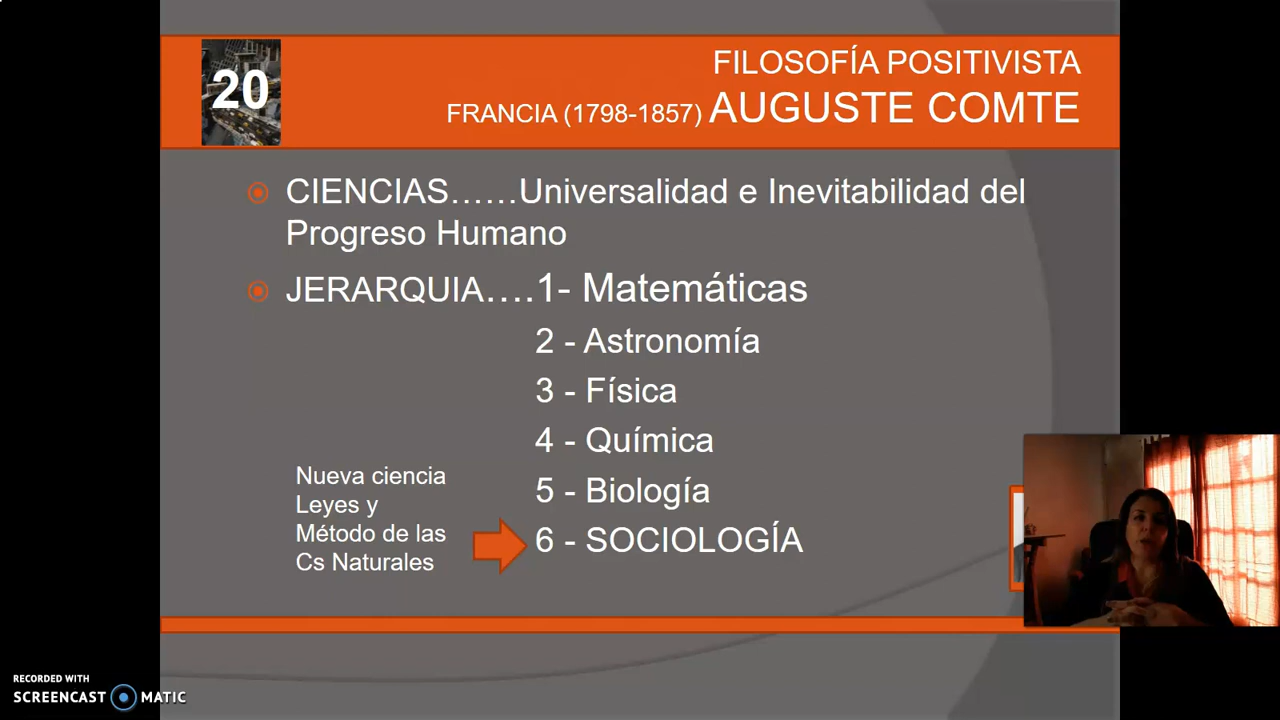 20
FILOSOFÍA POSITIVISTA
FRANCIA (1798-1857) AUGUSTE COMTE
CIENCIAS……Universalidad e Inevitabilidad del
Progreso Humano
JERARQUIA….1- Matemáticas
2 - Astronomía
3 - Física
4 - Química
5 - Biología
6 - SOCIOLOGÍA
Nueva ciencia
Leyes y
Método de las
Cs Naturales
RECORDED WITH
SCREENCAST MATIC